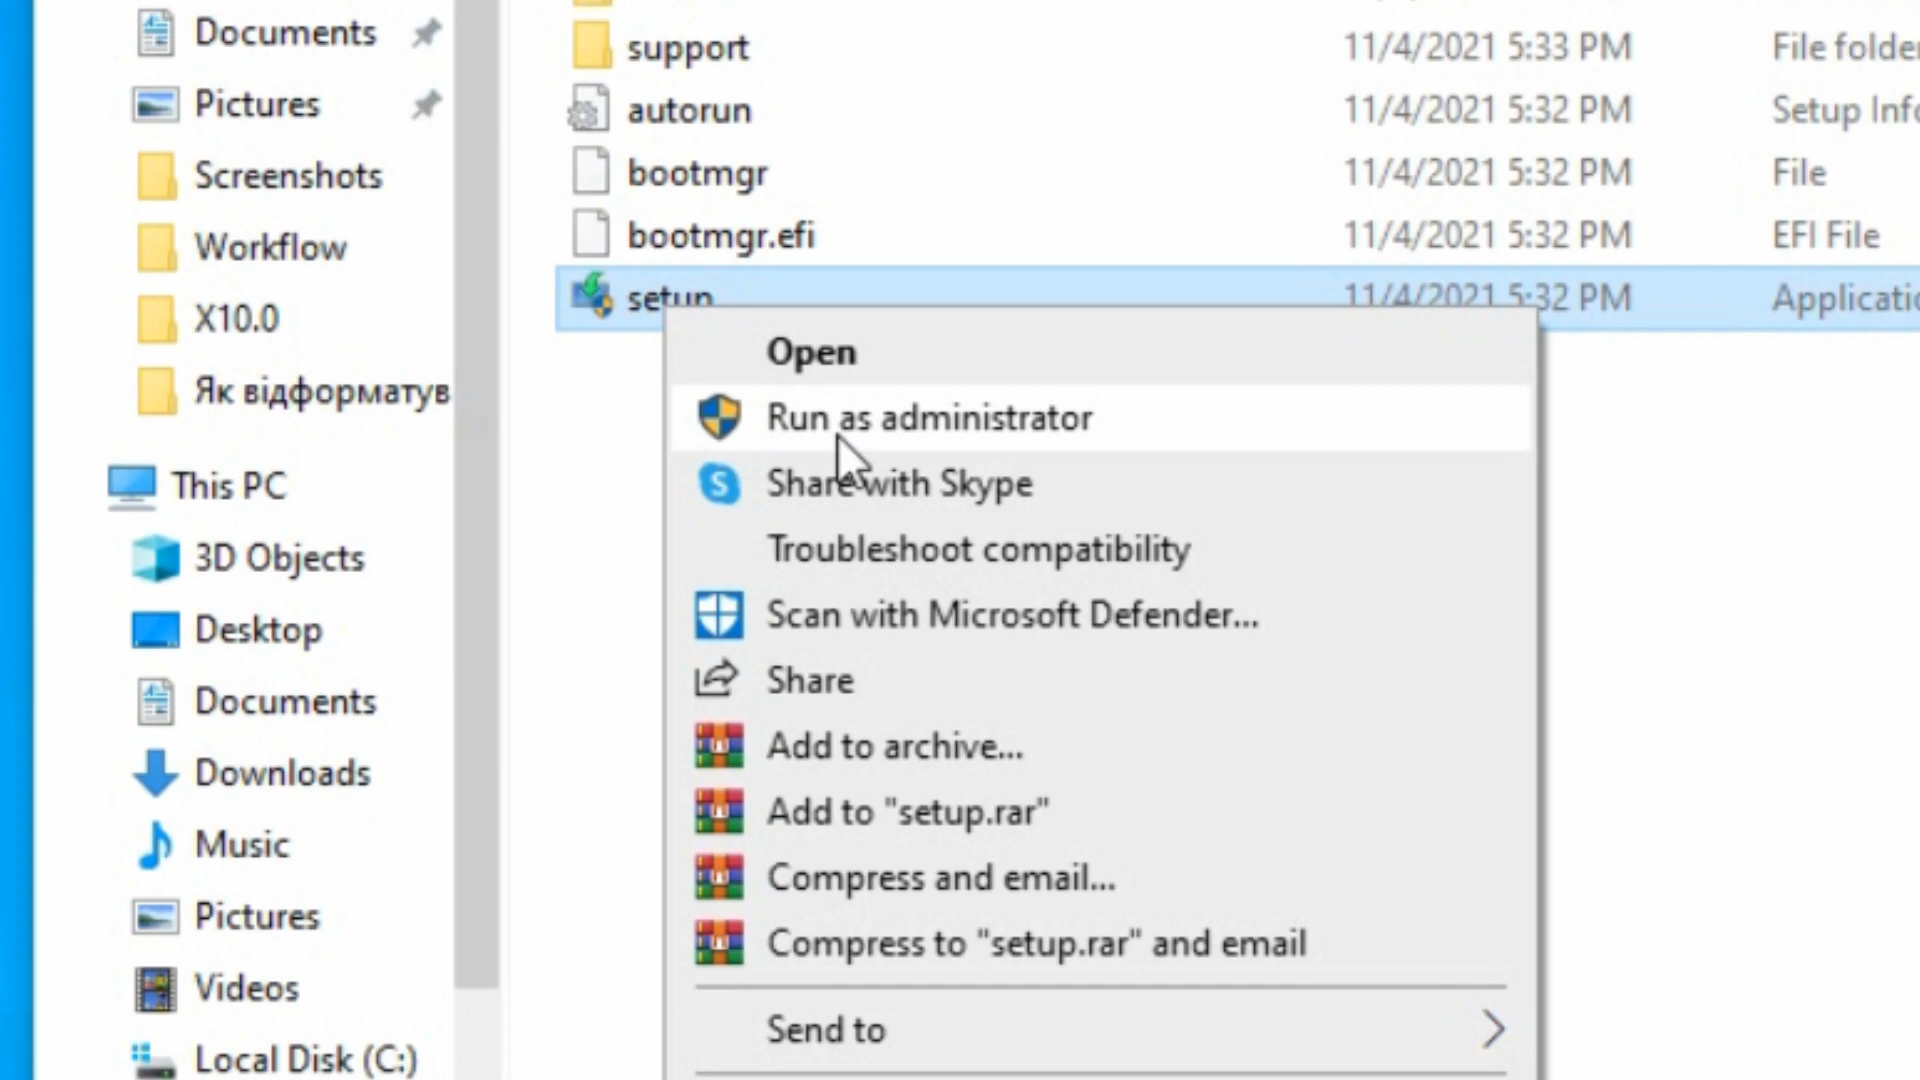 Documents
Pictures
Screenshots
Workflow
X10.0
Як відформатув
This PC
3D Objects
Desktop
Documents
Downloads
Music
Pictures
Videos
Local Disk (C:)
support 11/4/2021 5:33 PM File folder
autorun 11/4/2021 5:32 PM Setup Info
bootmgr 11/4/2021 5:32 PM File
bootmgr.efi 11/4/2021 5:32 PM EFI File
setup 11/4/2021 5:32 PM Applicatio
Open
Run as administrator
Share with Skype
Troubleshoot compatibility
Scan with Microsoft Defender...
Share
Add to archive...
Add to "setup.rar"
Compress and email...
Compress to "setup.rar" and email
Send to